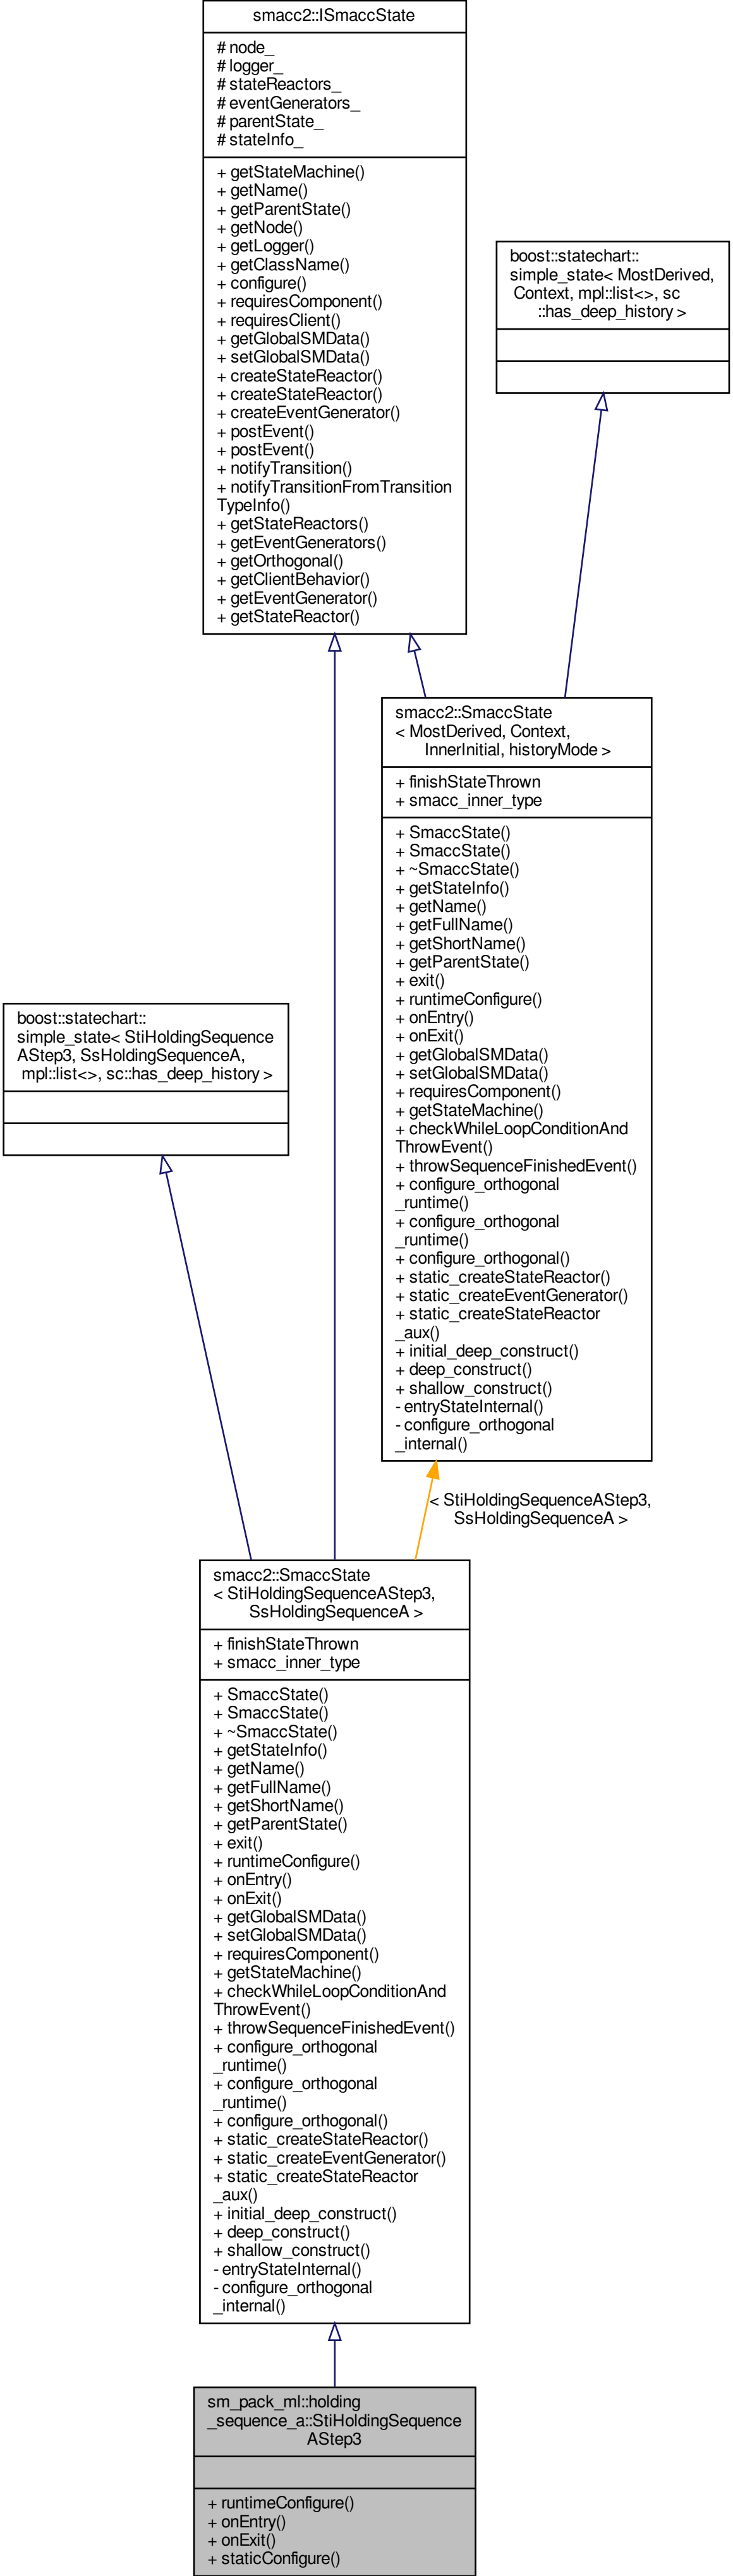 smacc2::ISmaccState
# node_
# logger_
# stateReactors_
# eventGenerators_
# parentState_
# stateInfo_
+ getStateMachine()
+ getName()
+ getParentState()
+ getNode()
+ getLogger()
+ getClassName()
+ configure()
+ requiresComponent()
+ requiresClient()
+ getGlobalSMData()
+ setGlobalSMData()
+ createStateReactor()
+ createStateReactor()
+ createEventGenerator()
+ postEvent()
+ postEvent()
+ notifyTransition()
+ notifyTransitionFromTransition
TypeInfo()
+ getStateReactors()
+ getEventGenerators()
+ getOrthogonal()
+ getClientBehavior()
+ getEventGenerator()
+ getStateReactor()
boost::statechart::
simple_state< MostDerived,
Context, mpl::list<>, sc
::has_deep_history >
smacc2::SmaccState
< MostDerived, Context,
InnerInitial, historyMode >
+ finishStateThrown
+ smacc_inner_type
+ SmaccState()
+ SmaccState()
+ ~SmaccState()
+ getStateInfo()
+ getName()
+ getFullName()
+ getShortName()
+ getParentState()
+ exit()
+ runtimeConfigure()
+ onEntry()
+ onExit()
+ getGlobalSMData()
+ setGlobalSMData()
+ requiresComponent()
+ getStateMachine()
+ checkWhileLoopConditionAnd
ThrowEvent()
+ throwSequenceFinishedEvent()
+ configure_orthogonal
_runtime()
+ configure_orthogonal
_runtime()
+ configure_orthogonal()
+ static_createStateReactor()
+ static_createEventGenerator()
+ static_createStateReactor
_aux()
+ initial_deep_construct()
+ deep_construct()
+ shallow_construct()
- entryStateInternal()
- configure_orthogonal
_internal()
boost::statechart::
simple_state< StiHoldingSequence
AStep3, SsHoldingSequenceA,
mpl::list<>, sc::has_deep_history >
< StiHoldingSequenceAStep3,
SsHoldingSequenceA >
smacc2::SmaccState
< StiHoldingSequenceAStep3,
SsHoldingSequenceA >
+ finishStateThrown
+ smacc_inner_type
+ SmaccState()
+ SmaccState()
+ ~SmaccState()
+ getStateInfo()
+ getName()
+ getFullName()
+ getShortName()
+ getParentState()
+ exit()
+ runtimeConfigure()
+ onEntry()
+ onExit()
+ getGlobalSMData()
+ setGlobalSMData()
+ requiresComponent()
+ getStateMachine()
+ checkWhileLoopConditionAnd
ThrowEvent()
+ throwSequenceFinishedEvent()
+ configure_orthogonal
_runtime()
+ configure_orthogonal
_runtime()
+ configure_orthogonal()
+ static_createStateReactor()
+ static_createEventGenerator()
+ static_createStateReactor
_aux()
+ initial_deep_construct()
+ deep_construct()
+ shallow_construct()
- entryStateInternal()
- configure_orthogonal
_internal()
sm_pack_ml::holding
_sequence_a::StiHoldingSequence
AStep3
+ runtimeConfigure()
+ onEntry()
+ onExit()
+ staticConfigure()